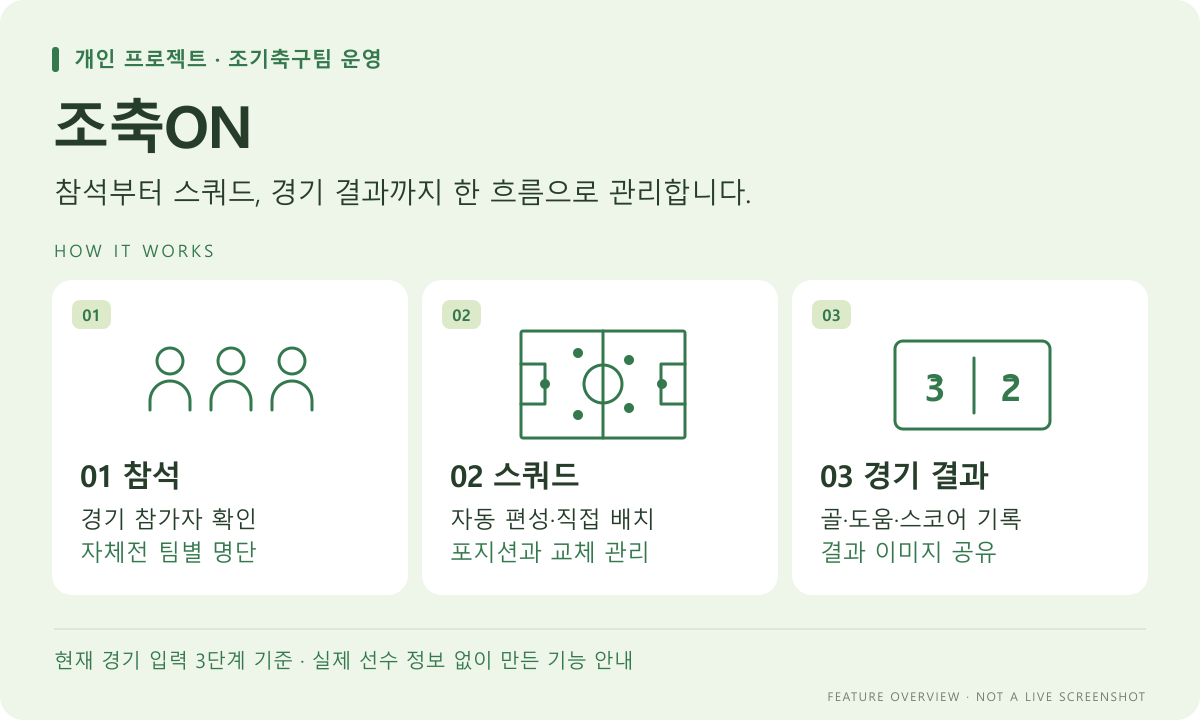 개인 프로젝트 · 조기축구팀 운영
조축ON
참석부터 스쿼드, 경기 결과까지 한 흐름으로 관리합니다.
HOW IT WORKS
01
3 2
02
03
01 참석
경기 참가자 확인
자체전 팀별 명단
02 스쿼드
자동 편성·직접 배치
포지션과 교체 관리
03 경기 결과
골·도움·스코어 기록
결과 이미지 공유
현재 경기 입력 3단계 기준 · 실제 선수 정보 없이 만든 기능 안내
FEATURE OVERVIEW · NOT A LIVE SCREENSHOT